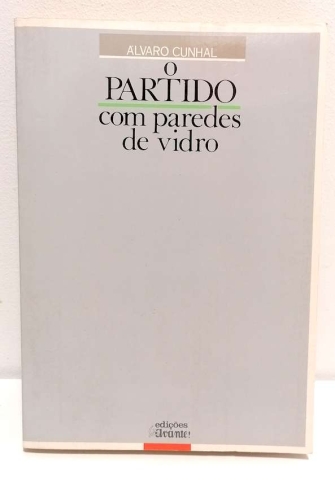 ALVARO CUNHAL
O
PARTIDO
com paredes
de vidro
edições
Avante!